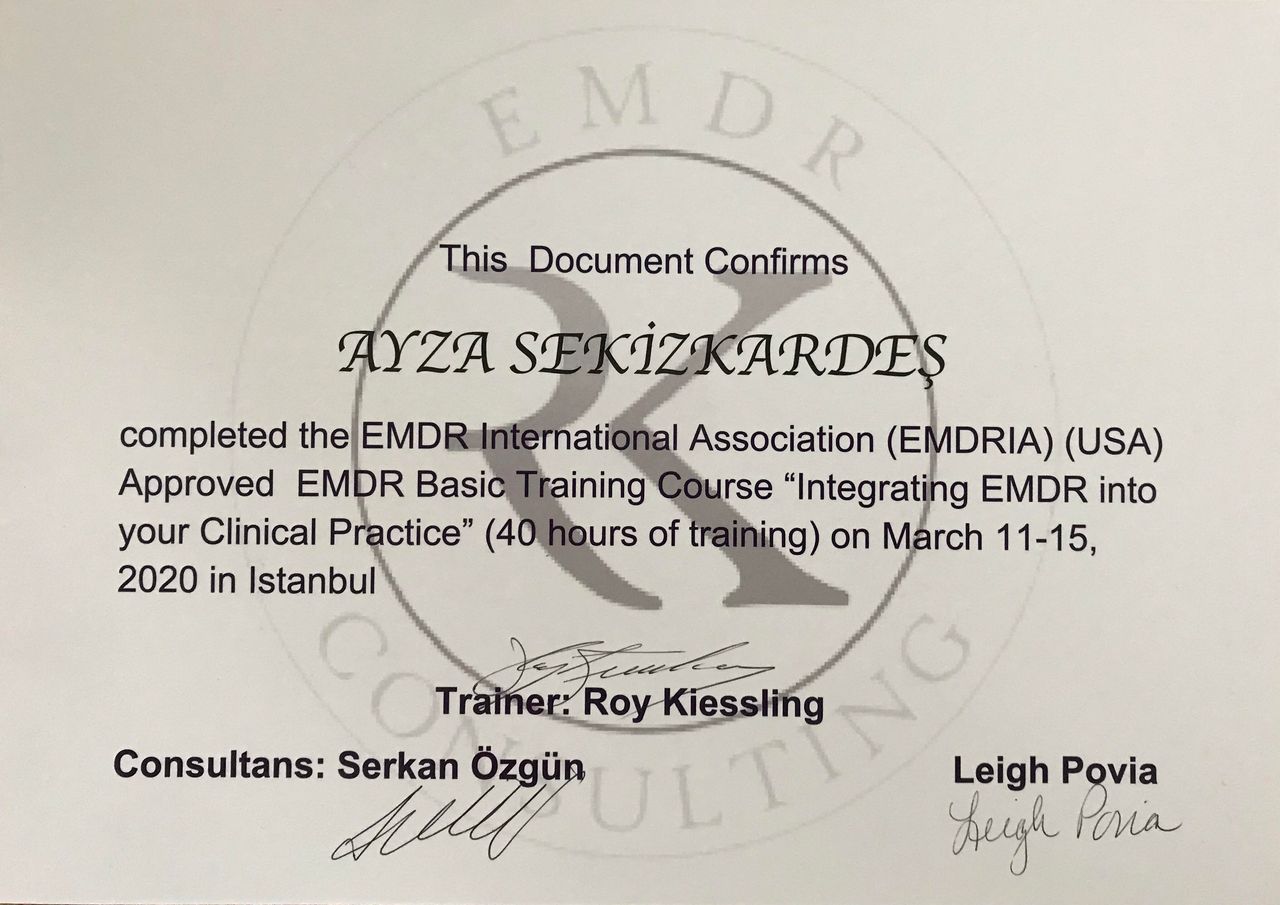 EMDR
This Document Confirms
AYZA SEKİZKARDEŞ
completed the EMDR International Association (EMDRIA) (USA)
Approved EMDR Basic Training Course “Integrating EMDR into
your Clinical Practice” (40 hours of training) on March 11-15,
2020 in Istanbul
Trainer: Roy Kiessling
Consultans: Serkan Özgün
Leigh Povia
Leigh Povia
CONSULTING
RK